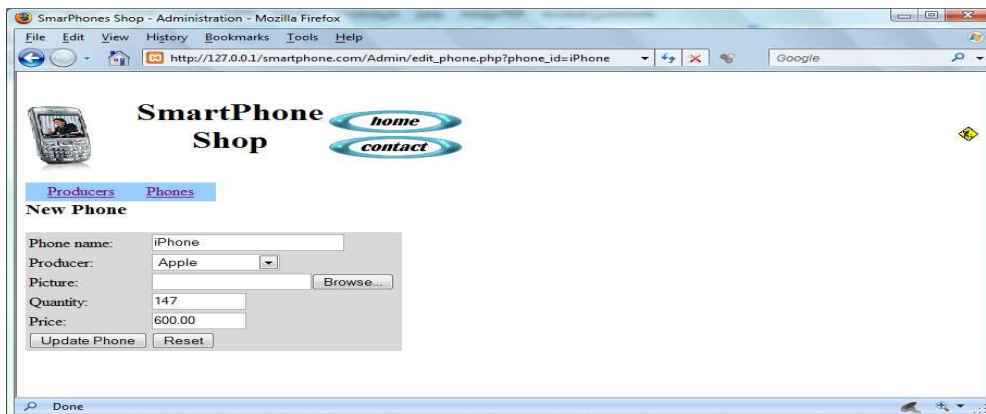 SmarPhones Shop - Administration - Mozilla Firefox
File Edit View History Bookmarks Tools Help
http://127.0.0.1/smartphone.com/Admin/edit_phone.php?phone_id=iPhone
Google
SmartPhone
Shop
home
contact
Producers Phones
New Phone
Phone name: iPhone
Producer: Apple
Picture: Browse...
Quantity: 147
Price: 600.00
Update Phone Reset
Done